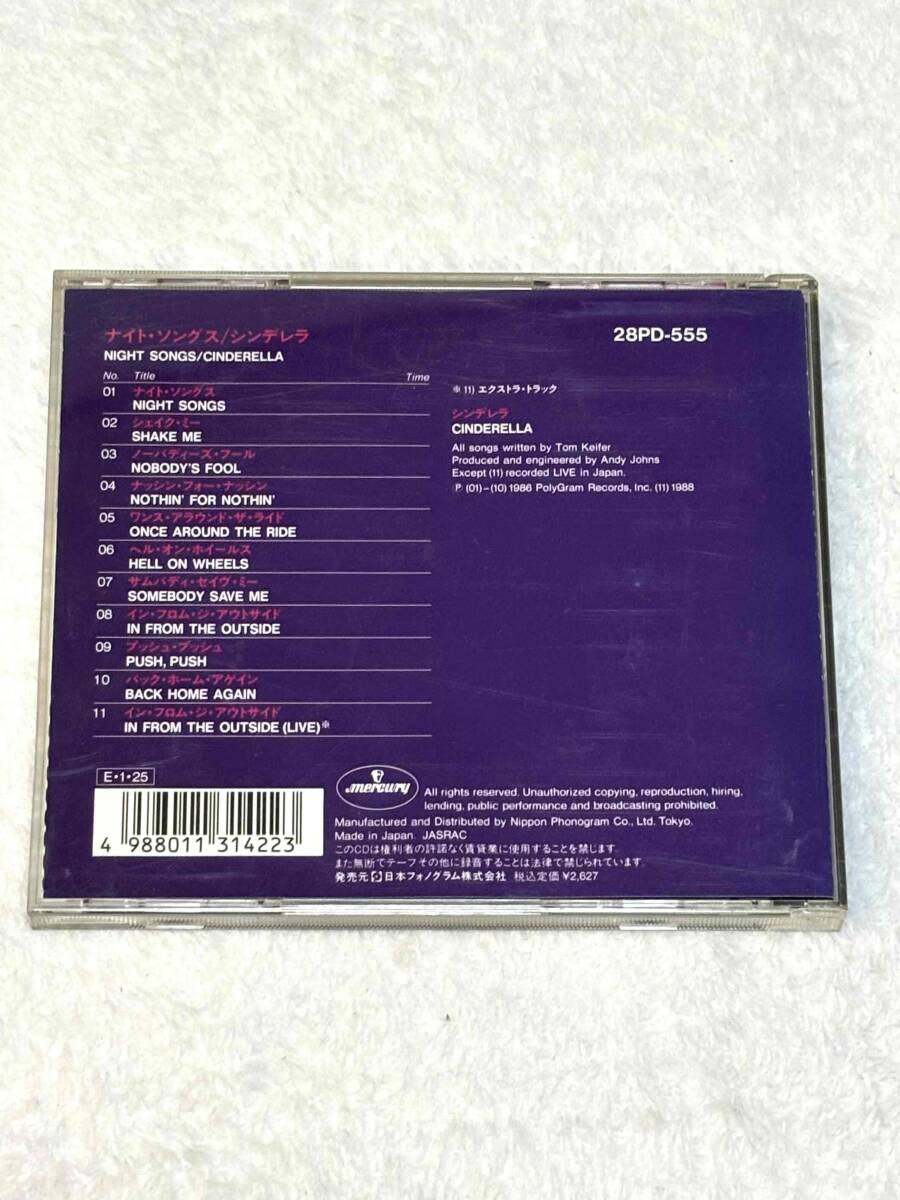 ナイト・ソングス/シンデレラ
NIGHT SONGS/CINDERELLA
28PD-555
No. Title Time
01 ナイト・ソングス
NIGHT SONGS
02 シェイク・ミー
SHAKE ME
03 ノーバディーズ・フール
NOBODY'S FOOL
04 ナッシン・フォー・ナッシン
NOTHIN' FOR NOTHIN'
05 ワンス・アラウンド・ザ・ライド
ONCE AROUND THE RIDE
06 ヘル・オン・ホイールス
HELL ON WHEELS
07 サムバディ・セイヴ・ミー
SOMEBODY SAVE ME
08 イン・フロム・ジ・アウトサイド
IN FROM THE OUTSIDE
09 プッシュ・プッシュ
PUSH, PUSH
10 バック・ホーム・アゲイン
BACK HOME AGAIN
11 イン・フロム・ジ・アウトサイド
IN FROM THE OUTSIDE (LIVE)※
※11) エクストラ・トラック
シンデレラ
CINDERELLA
All songs written by Tom Keifer
Produced and engineered by Andy Johns
Except (11) recorded LIVE in Japan.
℗ (01)-(10) 1986 PolyGram Records, Inc. (11) 1988
E・1・25
4 988011 314223
mercury
All rights reserved. Unauthorized copying, reproduction, hiring,
lending, public performance and broadcasting prohibited.
Manufactured and Distributed by Nippon Phonogram Co., Ltd. Tokyo.
Made in Japan. JASRAC
このCDは権利者の許諾なく賃貸業に使用することを禁じます.
また無断でテープその他に録音することは法律で禁じられています.
発売元 日本フォノグラム株式会社 税込定価¥2,627